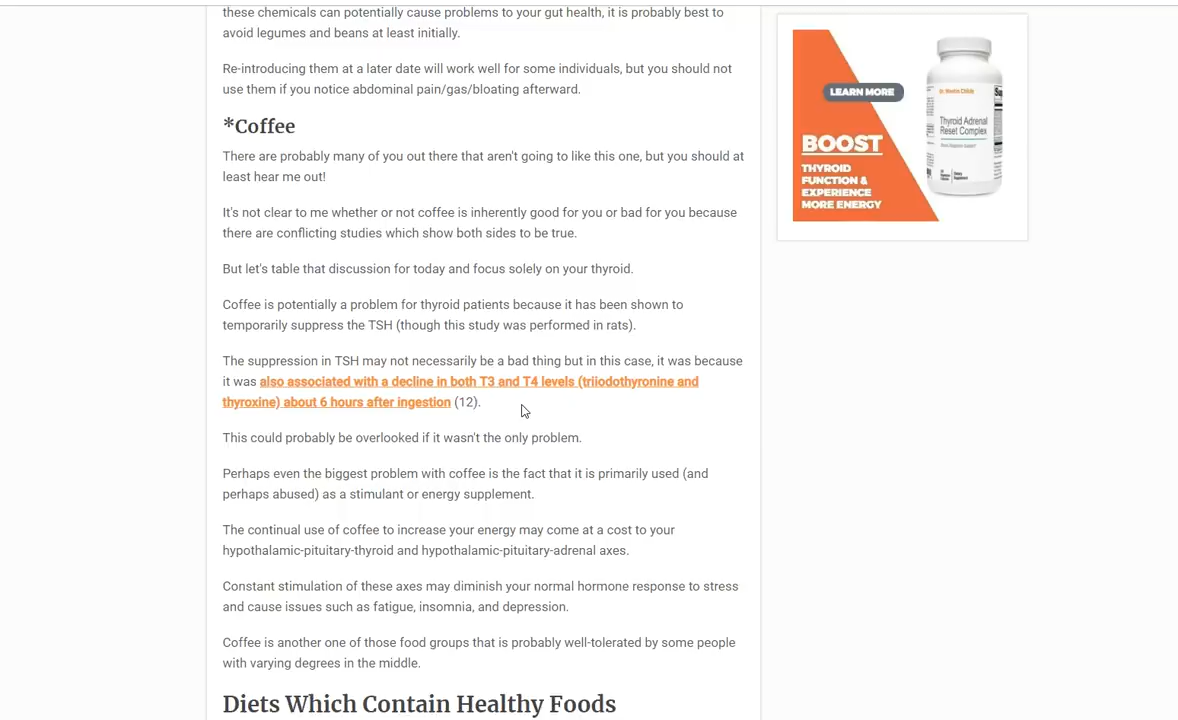 these chemicals can potentially cause problems to your gut health, it is probably best to
avoid legumes and beans at least initially.
Re-introducing them at a later date will work well for some individuals, but you should not
use them if you notice abdominal pain/gas/bloating afterward.
*Coffee
There are probably many of you out there that aren't going to like this one, but you should at
least hear me out!
It's not clear to me whether or not coffee is inherently good for you or bad for you because
there are conflicting studies which show both sides to be true.
But let's table that discussion for today and focus solely on your thyroid.
Coffee is potentially a problem for thyroid patients because it has been shown to
temporarily suppress the TSH (though this study was performed in rats).
The suppression in TSH may not necessarily be a bad thing but in this case, it was because
it was also associated with a decline in both T3 and T4 levels (triiodothyronine and
thyroxine) about 6 hours after ingestion (12).
This could probably be overlooked if it wasn't the only problem.
Perhaps even the biggest problem with coffee is the fact that it is primarily used (and
perhaps abused) as a stimulant or energy supplement.
The continual use of coffee to increase your energy may come at a cost to your
hypothalamic-pituitary-thyroid and hypothalamic-pituitary-adrenal axes.
Constant stimulation of these axes may diminish your normal hormone response to stress
and cause issues such as fatigue, insomnia, and depression.
Coffee is another one of those food groups that is probably well-tolerated by some people
with varying degrees in the middle.
Diets Which Contain Healthy Foods
LEARN MORE
BOOST
THYROID
FUNCTION &
EXPERIENCE
MORE ENERGY
Dr. Westin Childs
Thyroid Adrenal
Reset Complex